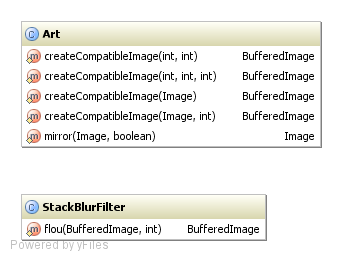 C Art
m createCompatibleImage(int, int) BufferedImage
m createCompatibleImage(int, int, int) BufferedImage
m createCompatibleImage(Image) BufferedImage
m createCompatibleImage(Image, int) BufferedImage
m mirror(Image, boolean) Image
C StackBlurFilter
m flou(BufferedImage, int) BufferedImage
Powered by yFiles